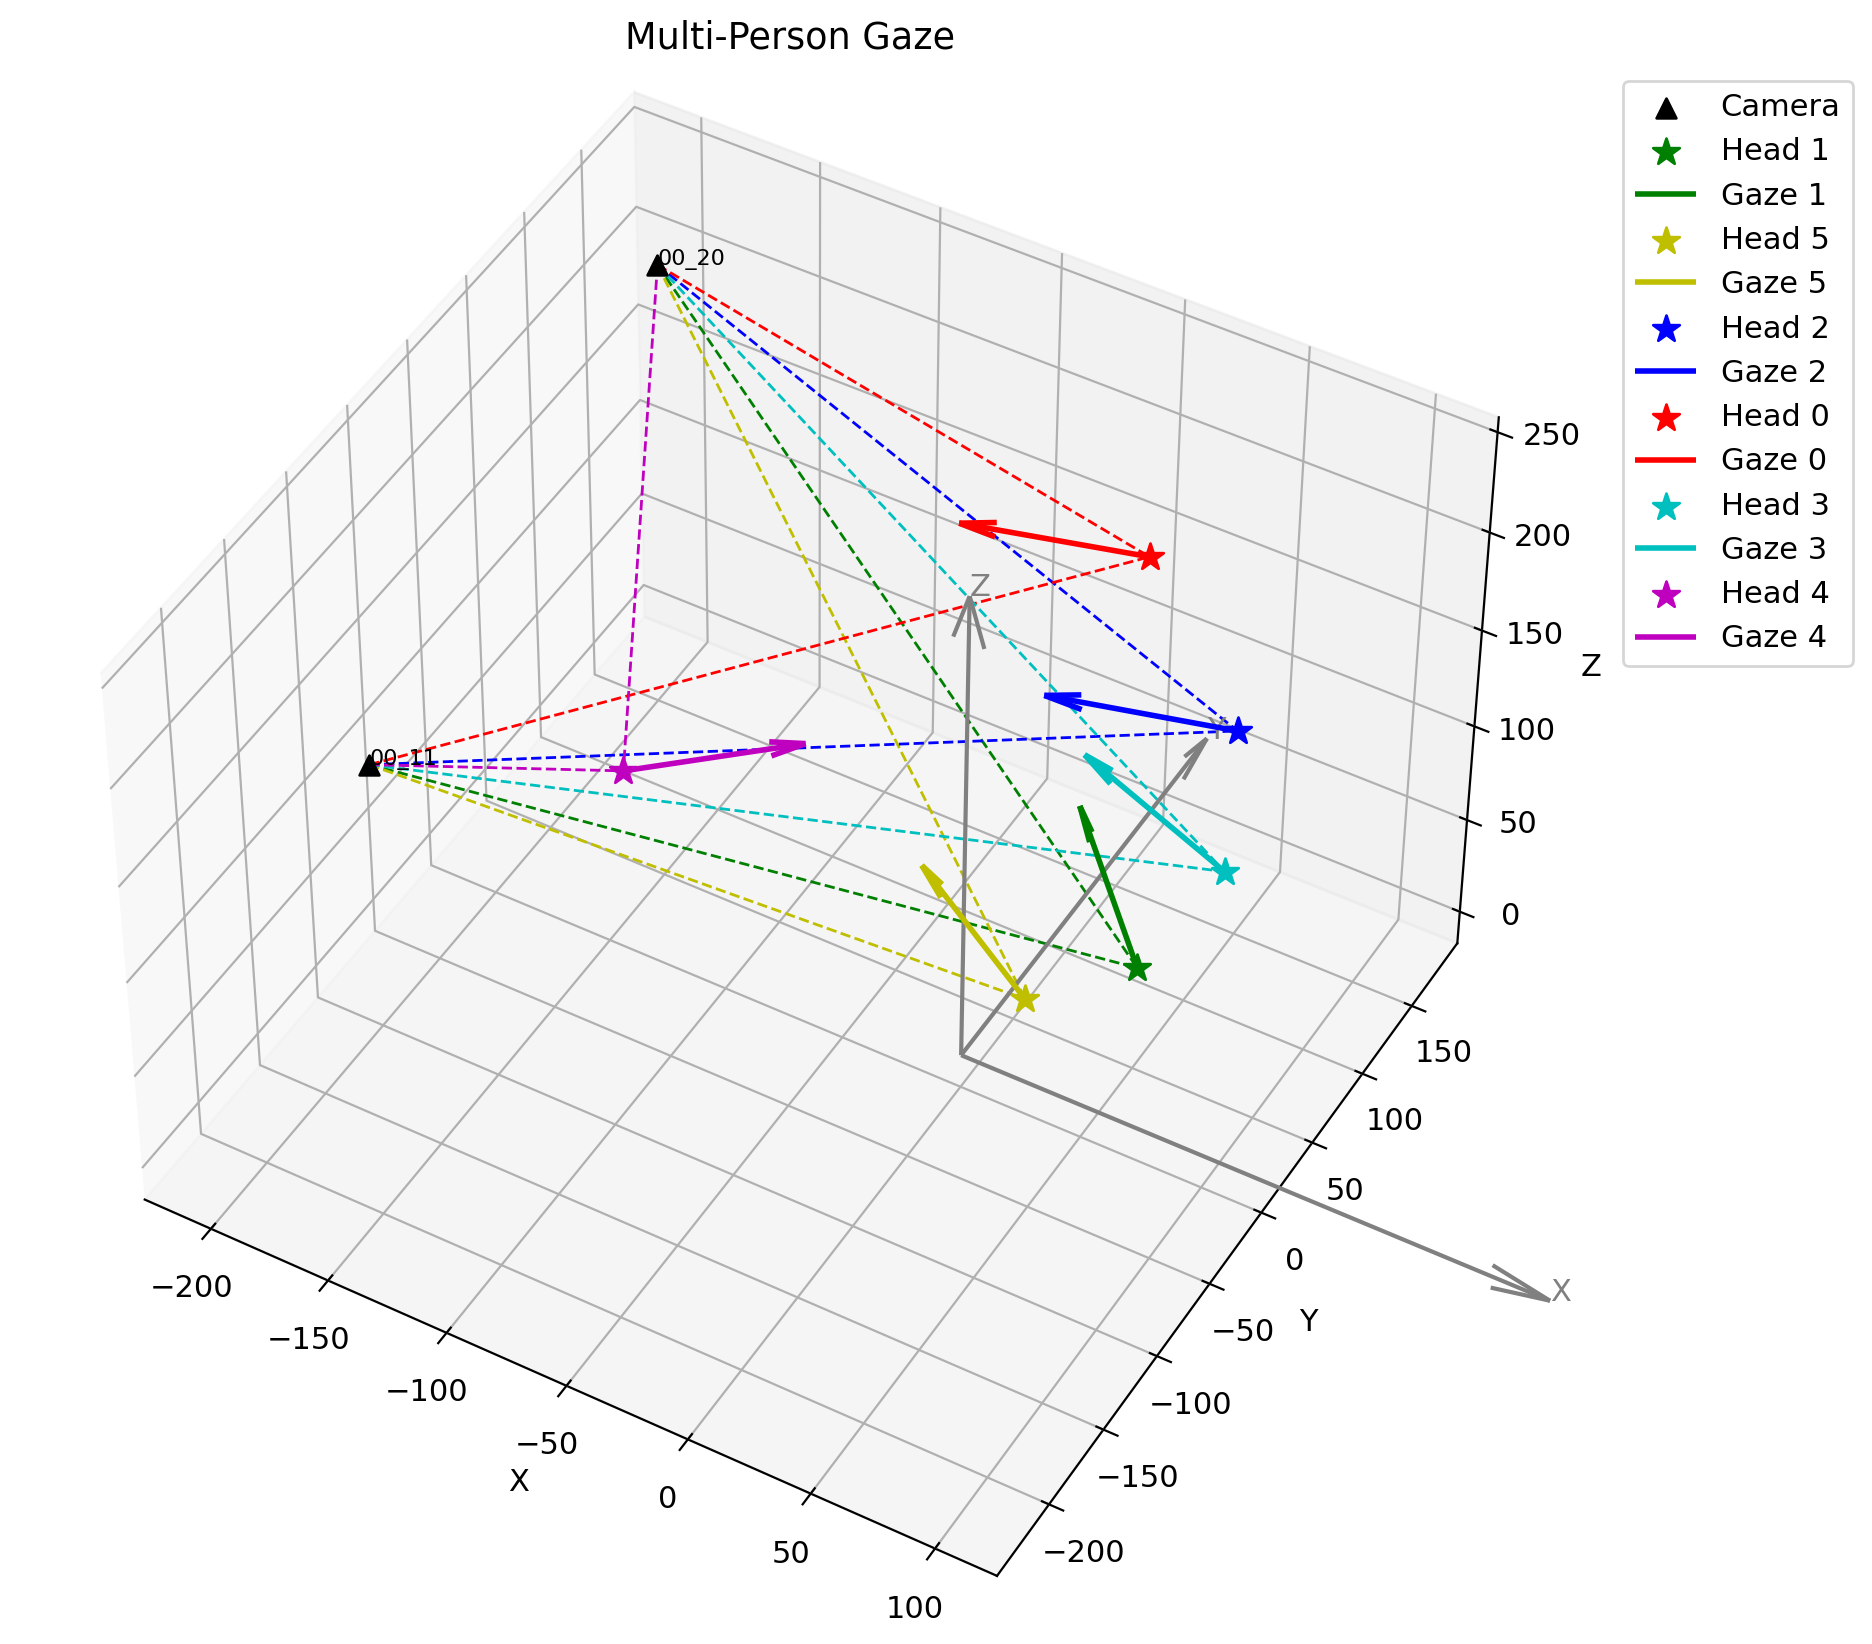 Multi-Person Gaze
Camera
Head 1
Gaze 1
Head 5
Gaze 5
Head 2
Gaze 2
Head 0
Gaze 0
Head 3
Gaze 3
Head 4
Gaze 4
00_20
00_11
Z
Y
X
250
200
150
100
50
0
Z
150
100
50
0
−50
−100
−150
−200
Y
−200
−150
−100
−50
0
50
100
X